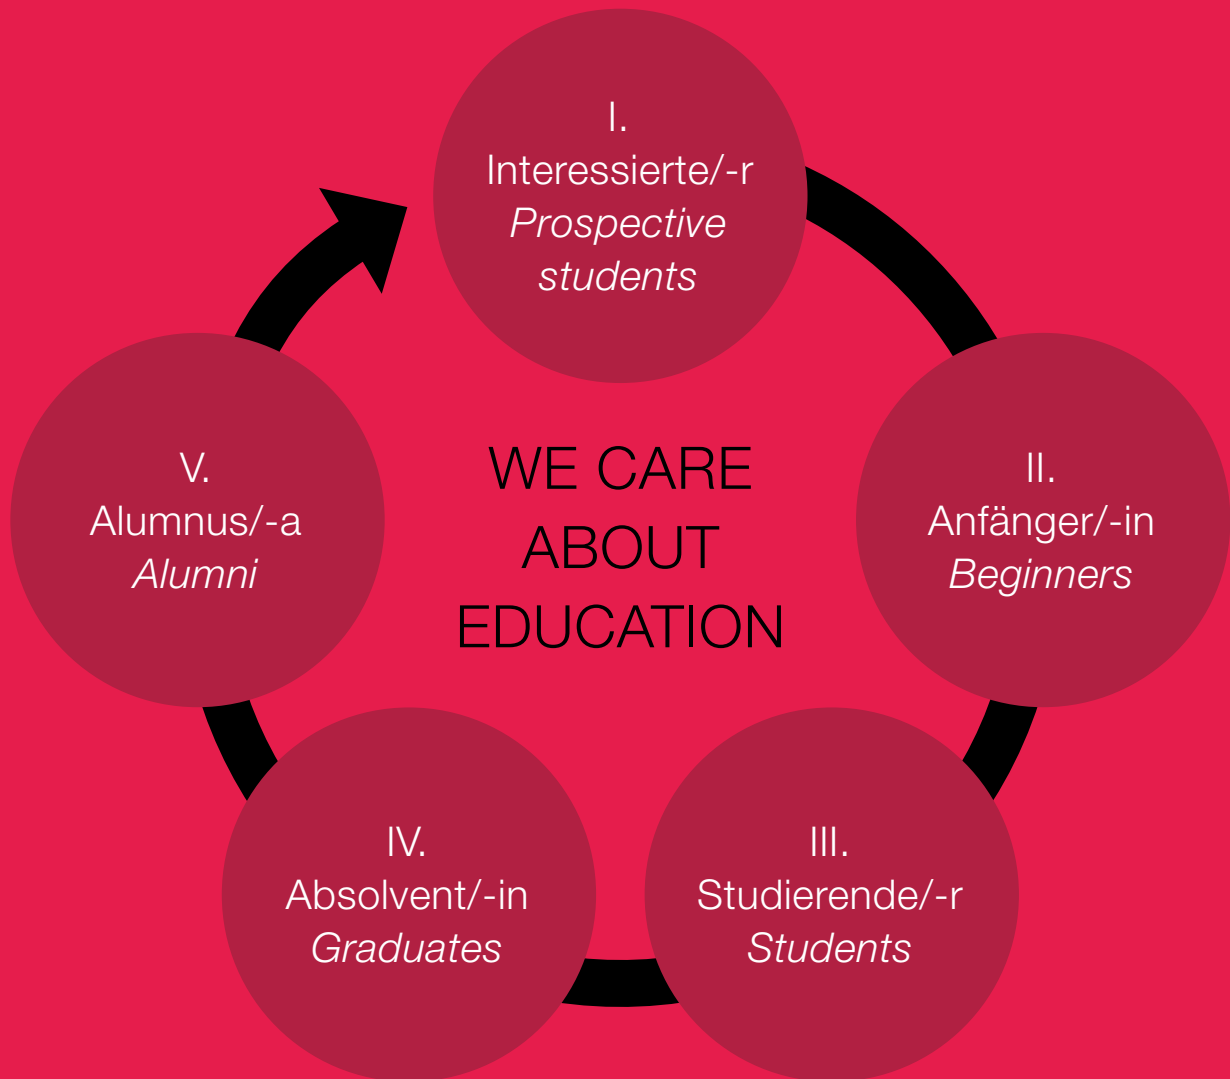 I.
Interessierte/-r
Prospective
students
II.
Anfänger/-in
Beginners
III.
Studierende/-r
Students
IV.
Absolvent/-in
Graduates
V.
Alumnus/-a
Alumni
WE CARE
ABOUT
EDUCATION